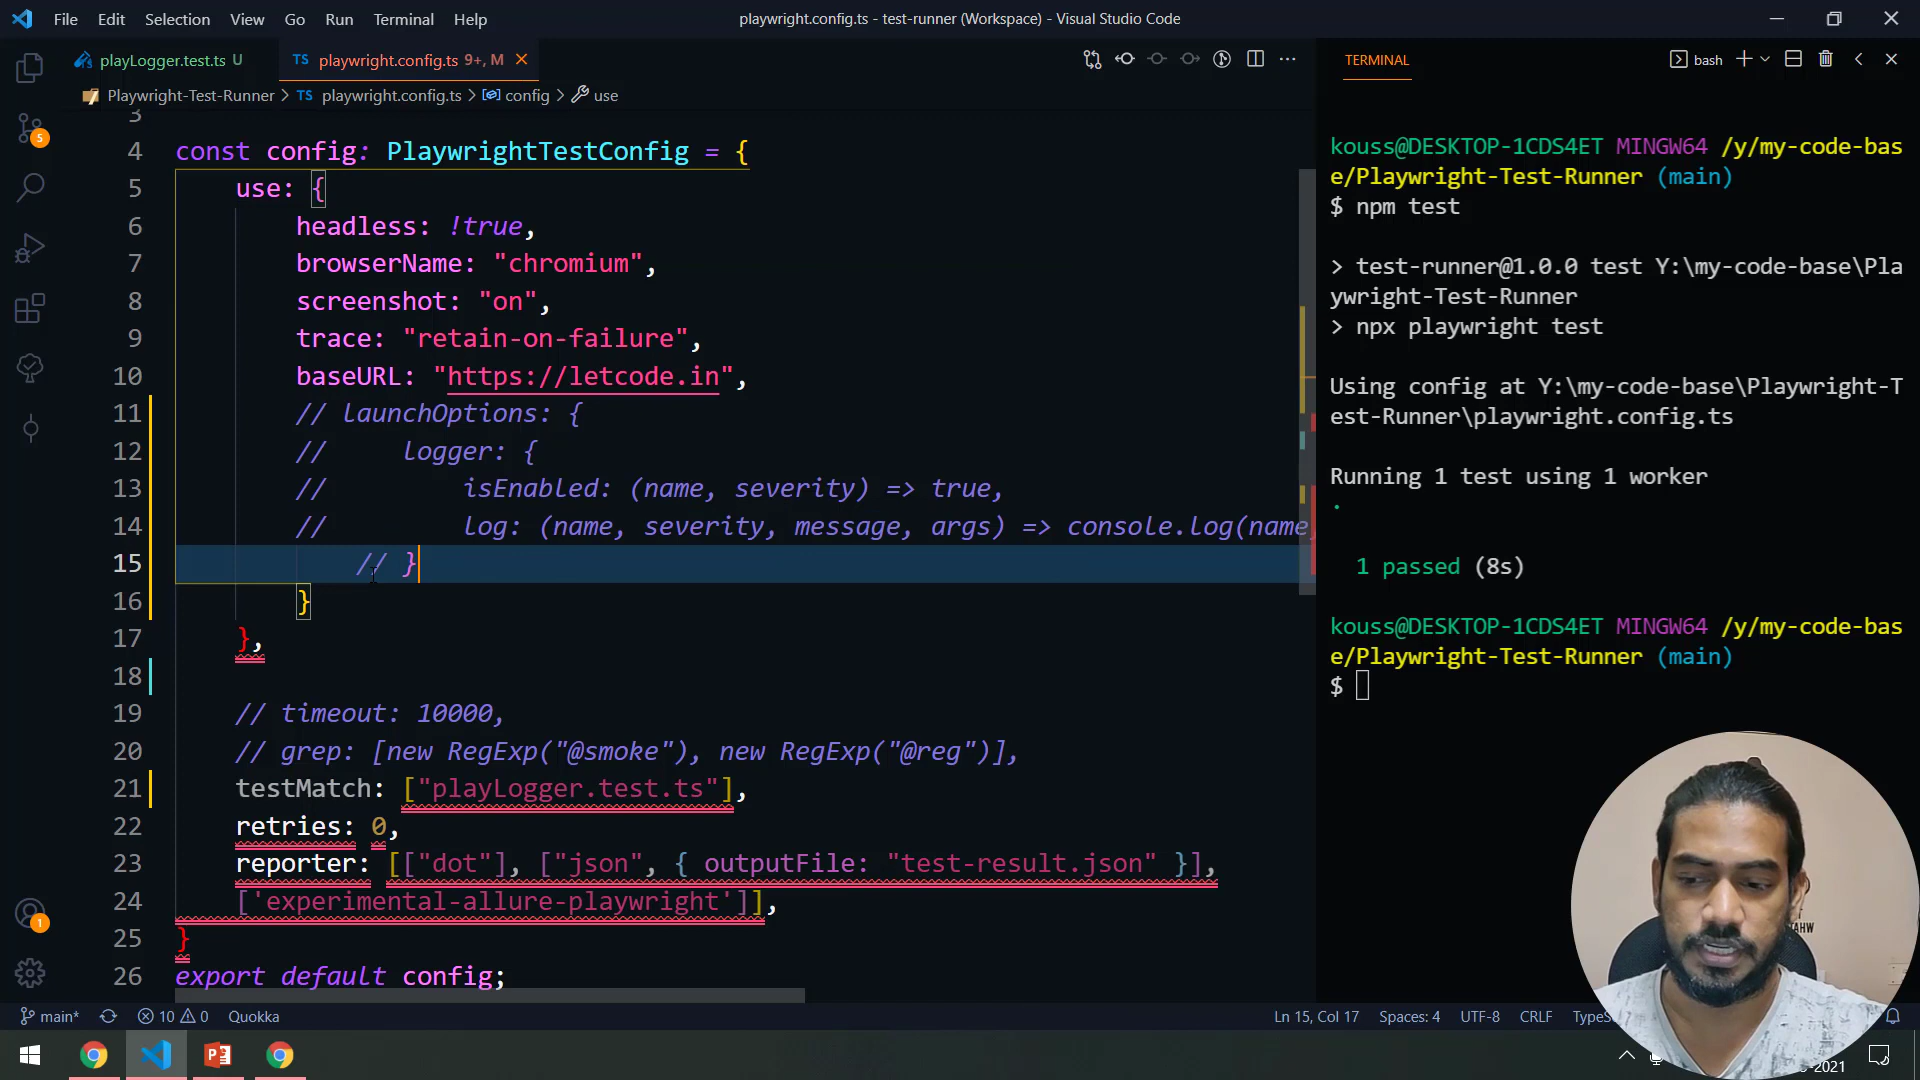 File Edit Selection View Go Run Terminal Help
playwright.config.ts - test-runner (Workspace) - Visual Studio Code
playLogger.test.ts U
TS playwright.config.ts 9+, M
Playwright-Test-Runner > TS playwright.config.ts > config > use
3
4 const config: PlaywrightTestConfig = {
5 use: {
6 headless: !true,
7 browserName: "chromium",
8 screenshot: "on",
9 trace: "retain-on-failure",
10 baseURL: "https://letcode.in",
11 // launchOptions: {
12 // logger: {
13 // isEnabled: (name, severity) => true,
14 // log: (name, severity, message, args) => console.log(name
15 // }
16 }
17 },
18
19 // timeout: 10000,
20 // grep: [new RegExp("@smoke"), new RegExp("@reg")],
21 testMatch: ["playLogger.test.ts"],
22 retries: 0,
23 reporter: [["dot"], ["json", { outputFile: "test-result.json" }],
24 ['experimental-allure-playwright']],
25 }
26 export default config;
TERMINAL
bash
kouss@DESKTOP-1CDS4ET MINGW64 /y/my-code-bas
e/Playwright-Test-Runner (main)
$ npm test
> test-runner@1.0.0 test Y:\my-code-base\Pla
ywright-Test-Runner
> npx playwright test
Using config at Y:\my-code-base\Playwright-T
est-Runner\playwright.config.ts
Running 1 test using 1 worker
·
1 passed (8s)
kouss@DESKTOP-1CDS4ET MINGW64 /y/my-code-bas
e/Playwright-Test-Runner (main)
$
5
1
main* 10 0 Quokka
Ln 15, Col 17 Spaces: 4 UTF-8 CRLF
-2021